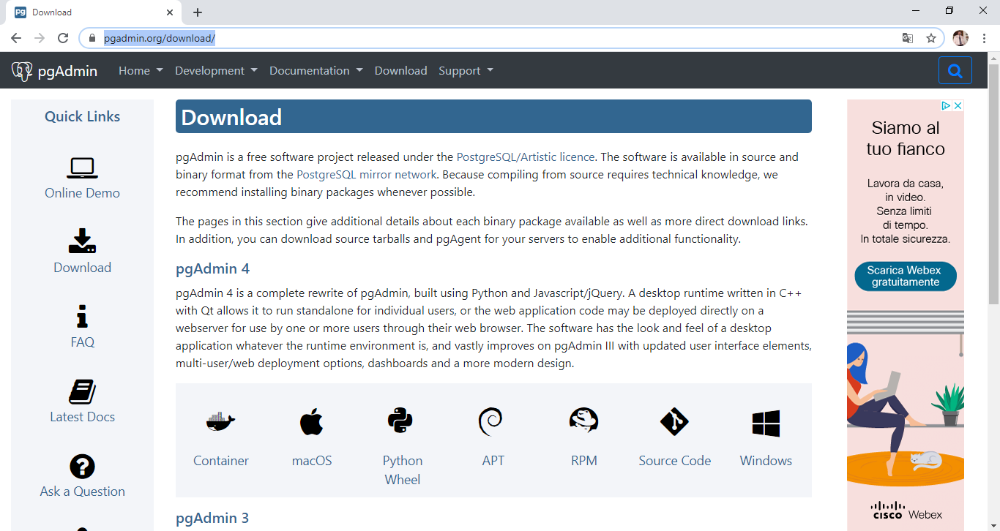 Download
pgadmin.org/download/
pgAdmin Home Development Documentation Download Support
Quick Links
Online Demo
Download
FAQ
Latest Docs
Ask a Question
Download
pgAdmin is a free software project released under the PostgreSQL/Artistic licence. The software is available in source and
binary format from the PostgreSQL mirror network. Because compiling from source requires technical knowledge, we
recommend installing binary packages whenever possible.
The pages in this section give additional details about each binary package available as well as more direct download links.
In addition, you can download source tarballs and pgAgent for your servers to enable additional functionality.
pgAdmin 4
pgAdmin 4 is a complete rewrite of pgAdmin, built using Python and Javascript/jQuery. A desktop runtime written in C++
with Qt allows it to run standalone for individual users, or the web application code may be deployed directly on a
webserver for use by one or more users through their web browser. The software has the look and feel of a desktop
application whatever the runtime environment is, and vastly improves on pgAdmin III with updated user interface elements,
multi-user/web deployment options, dashboards and a more modern design.
Container
macOS
Python
Wheel
APT
RPM
Source Code
Windows
pgAdmin 3
Siamo al
tuo fianco
Lavora da casa,
in video.
Senza limiti
di tempo.
In totale sicurezza.
Scarica Webex
gratuitamente
cisco Webex